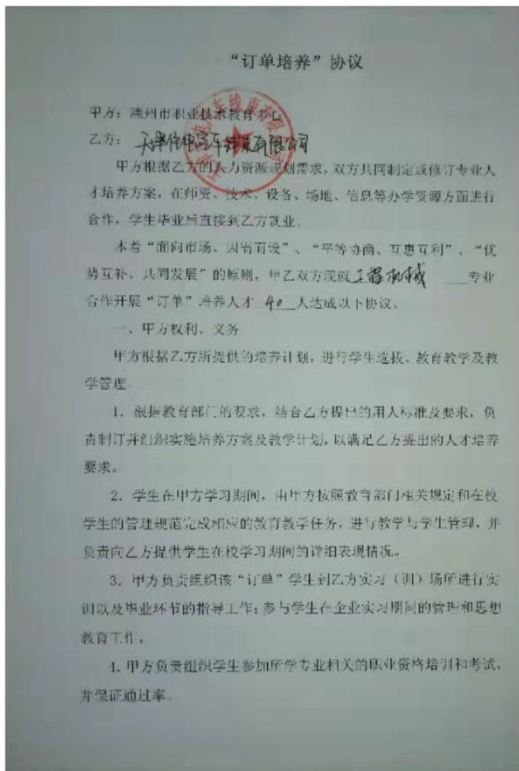 “订单培养”协议
甲方：滦州市职业技术教育中心
乙方：天津 汽车线束有限公司
甲方根据乙方的人力资源规划需求，双方共同制定或修订专业人
才培养方案，在师资、技术、设备、场地、信息等办学资源方面进行
合作，学生毕业后直接到乙方就业。
本着“面向市场、因需而设”、“平等协商、互惠互利”、“优
势互补、共同发展”的原则，甲乙双方现就 工程机械 专业
合作开展“订单”培养人才 40 人达成以下协议。
一、甲方权利、义务
甲方根据乙方所提供的培养计划，进行学生选拔、教育教学及教
学管理。
1．根据教育部门的要求，结合乙方提出的用人标准及要求，负
责制订并组织实施培养方案及教学计划，以满足乙方提出的人才培养
要求。
2．学生在甲方学习期间，由甲方按照教育部门相关规定和在校
学生的管理规范完成相应的教育教学任务，进行教学与学生管理，并
负责向乙方提供学生在校学习期间的详细表现情况。
3．甲方负责组织该“订单”学生到乙方实习（训）场所进行实
训以及毕业环节的指导工作；参与学生在企业实习期间的管理和思想
教育工作。
4．甲方负责组织学生参加所学专业相关的职业资格培训和考试，
并保证通过率。